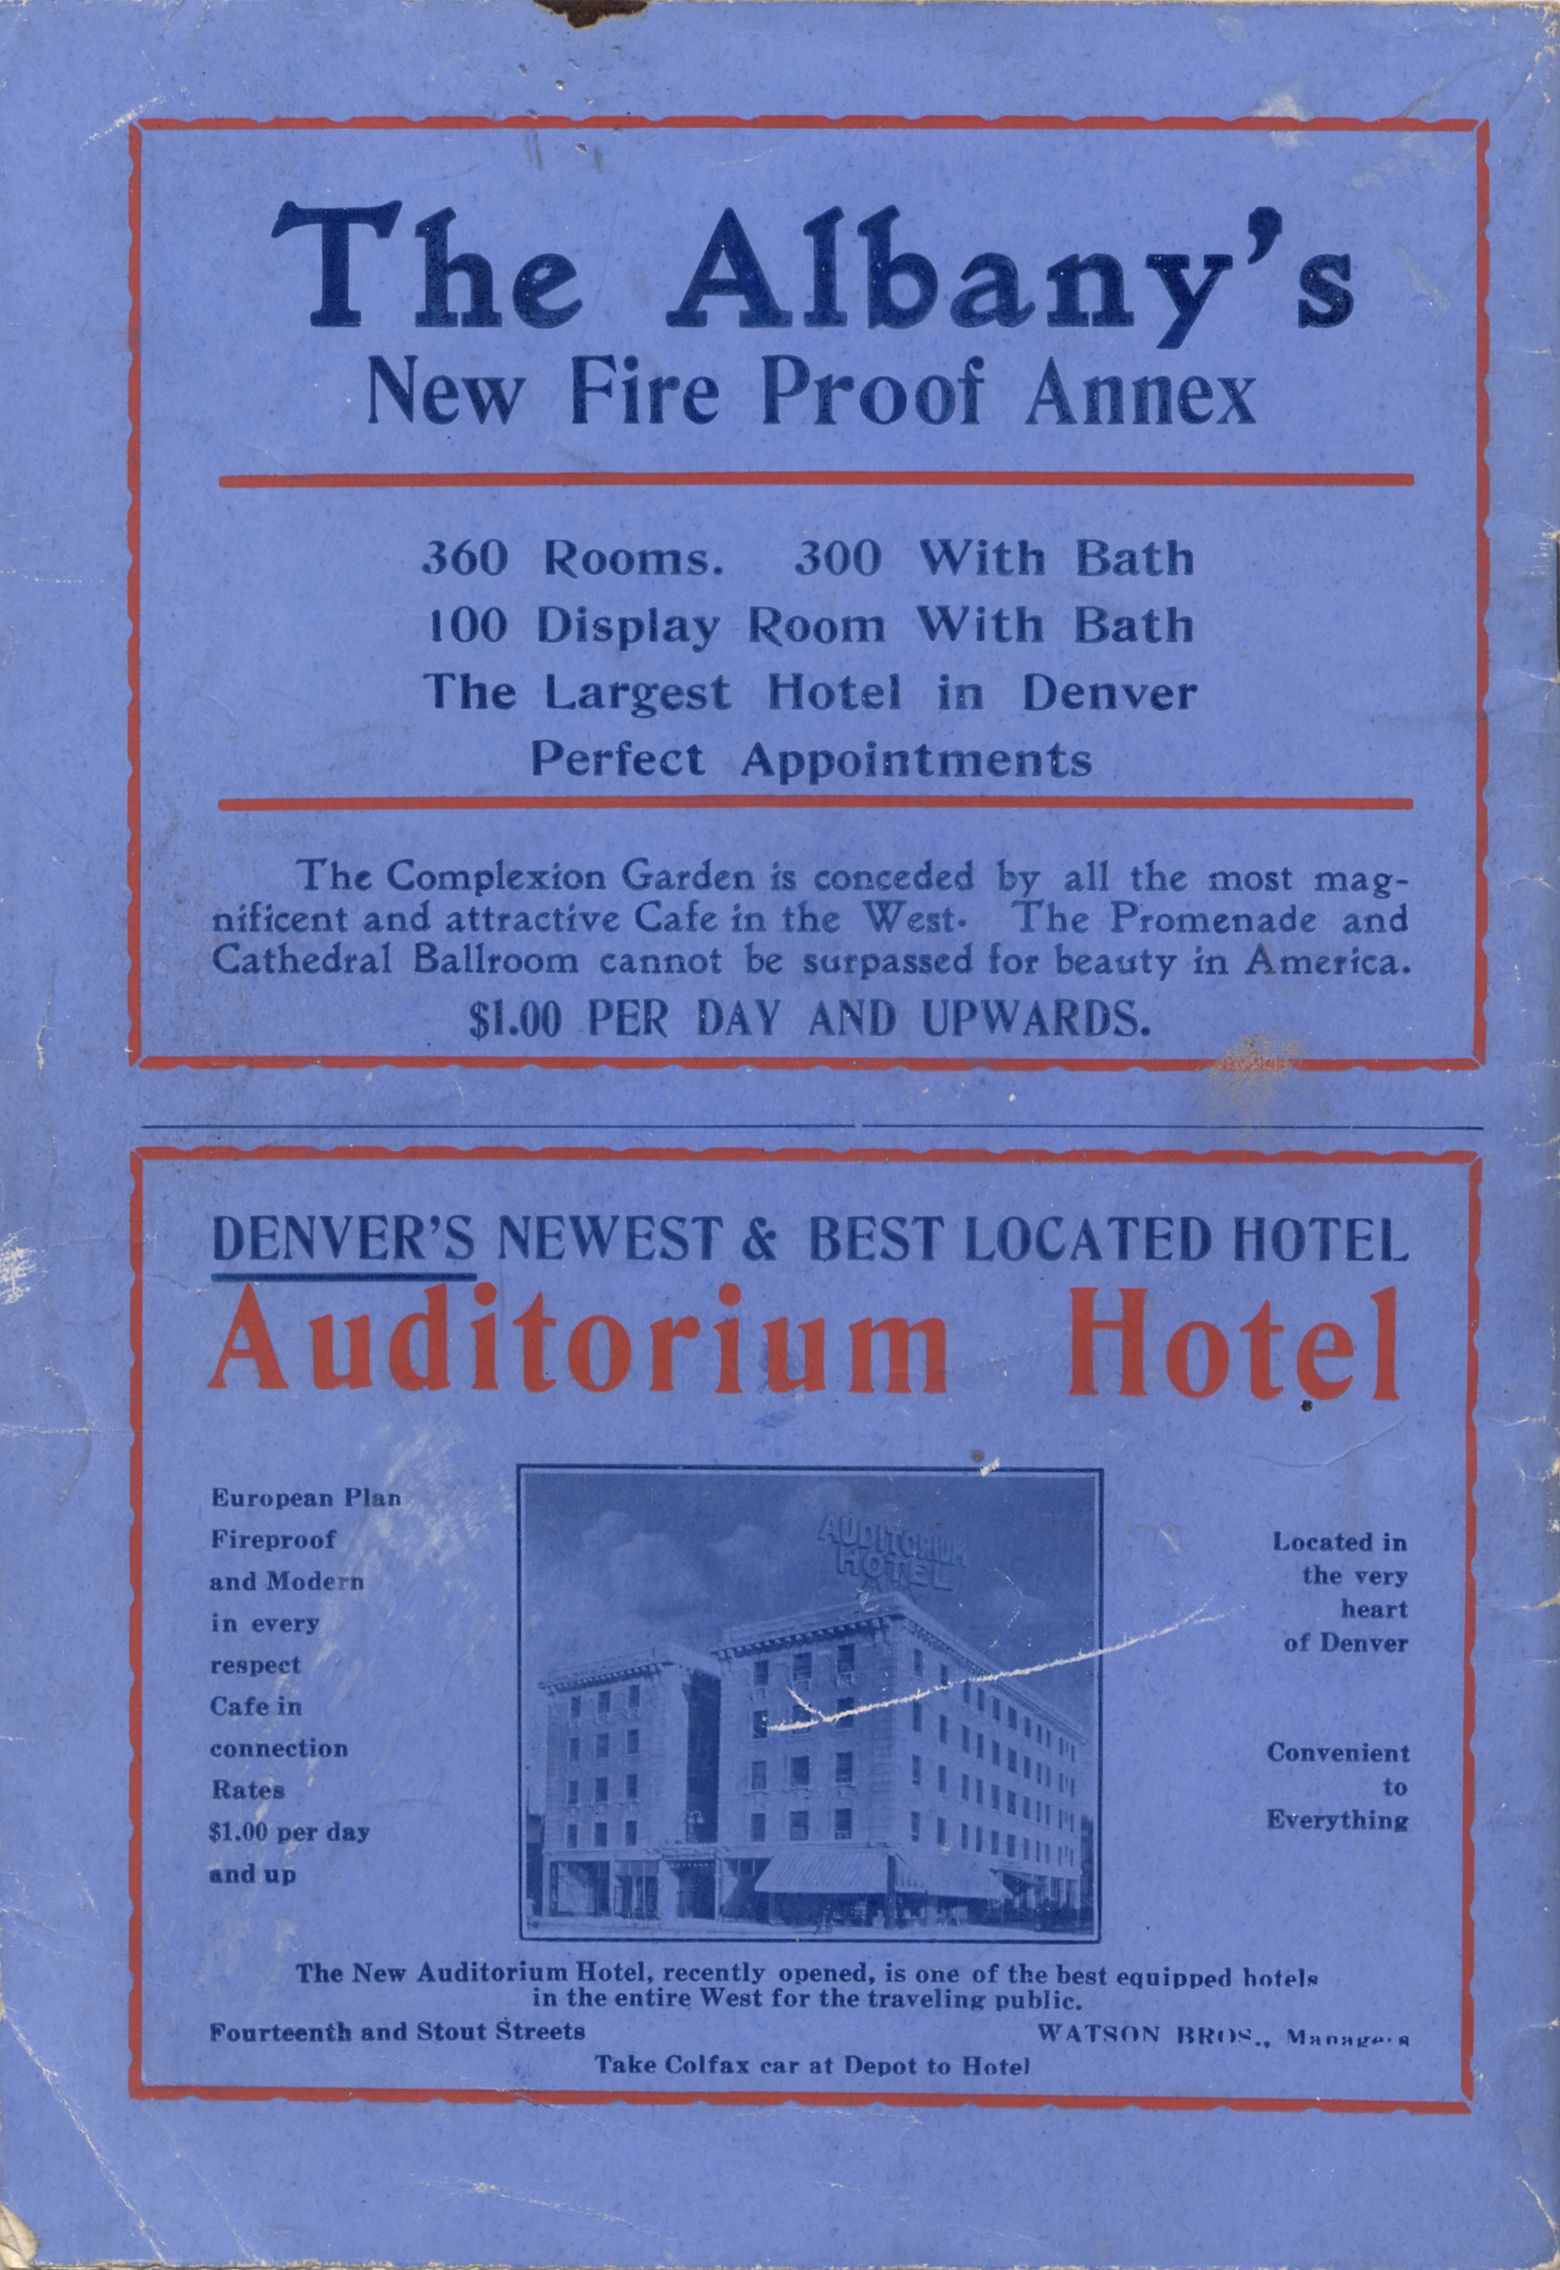 The Albany's
New Fire Proof Annex
360 Rooms. 300 With Bath
100 Display Room With Bath
The Largest Hotel in Denver
Perfect Appointments
The Complexion Garden is conceded by all the most mag-
nificent and attractive Cafe in the West. The Promenade and
Cathedral Ballroom cannot be surpassed for beauty in America.
$1.00 PER DAY AND UPWARDS.
DENVER'S NEWEST & BEST LOCATED HOTEL
Auditorium Hotel
European Plan
Fireproof
and Modern
in every
respect
Cafe in
connection
Rates
$1.00 per day
and up
AUDITORIUM
HOTEL
Located in
the very
heart
of Denver
Convenient
to
Everything
The New Auditorium Hotel, recently opened, is one of the best equipped hotels
in the entire West for the traveling public.
Fourteenth and Stout Streets WATSON BROS., Managers
Take Colfax car at Depot to Hotel